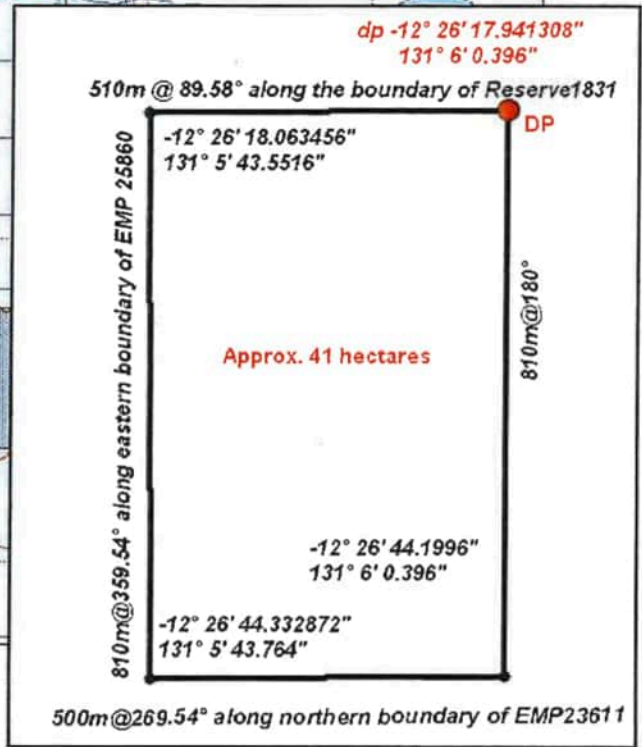 dp -12° 26' 17.941308"
131° 6' 0.396"
510m @ 89.58° along the boundary of Reserve1831
DP
-12° 26' 18.063456"
131° 5' 43.5516"
810m@359.54° along eastern boundary of EMP 25860
810m@180°
Approx. 41 hectares
-12° 26' 44.1996"
131° 6' 0.396"
-12° 26' 44.332872"
131° 5' 43.764"
500m@269.54° along northern boundary of EMP23611